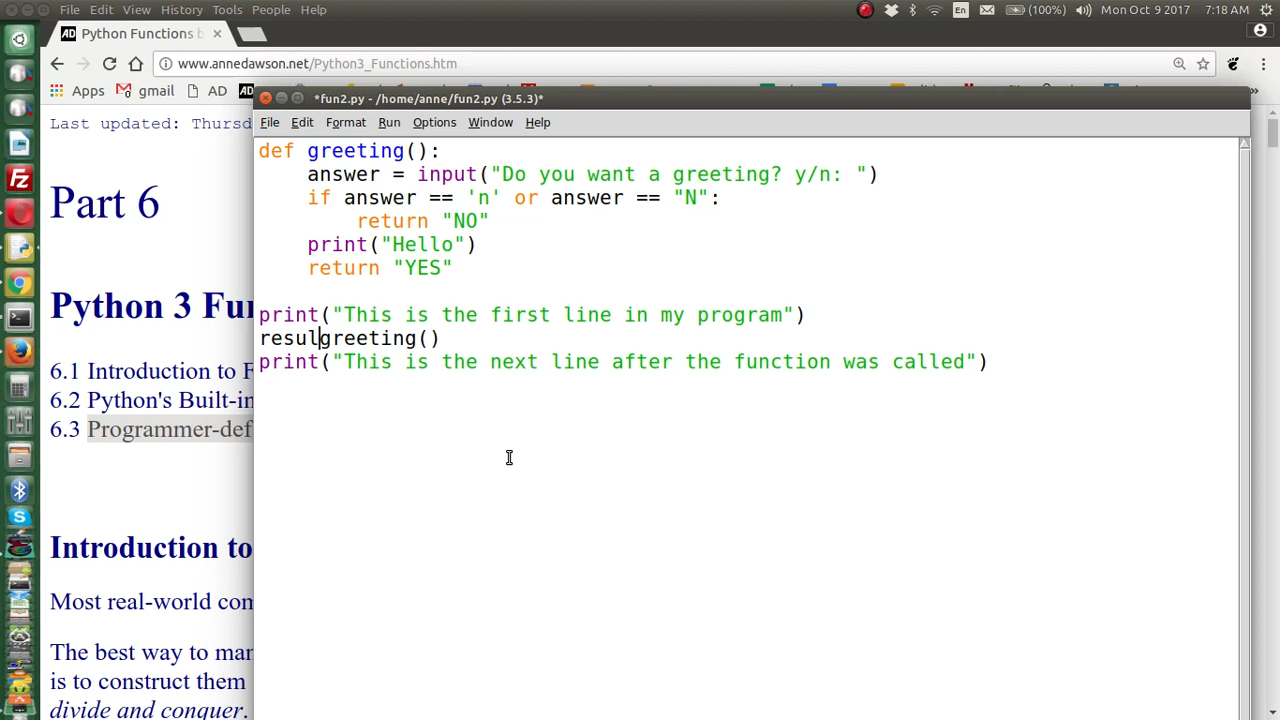 File Edit View History Tools People Help
En (100%) Mon Oct 9 2017 7:18 AM
AD Python Functions b
www.annedawson.net/Python3_Functions.htm
Apps gmail AD AD
Last updated: Thursd
Part 6
Python 3 Fun
6.1 Introduction to F
6.2 Python's Built-in
6.3 Programmer-def
Introduction to
Most real-world com
The best way to man
is to construct them
divide and conquer.
*fun2.py - /home/anne/fun2.py (3.5.3)*
File Edit Format Run Options Window Help
def greeting():
answer = input("Do you want a greeting? y/n: ")
if answer == 'n' or answer == "N":
return "NO"
print("Hello")
return "YES"
print("This is the first line in my program")
resulgreeting()
print("This is the next line after the function was called")